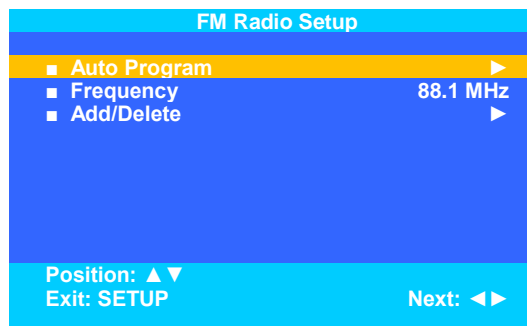 FM Radio Setup
■ Auto Program ►
■ Frequency 88.1 MHz
■ Add/Delete ►
Position: ▲▼
Exit: SETUP Next: ◄►